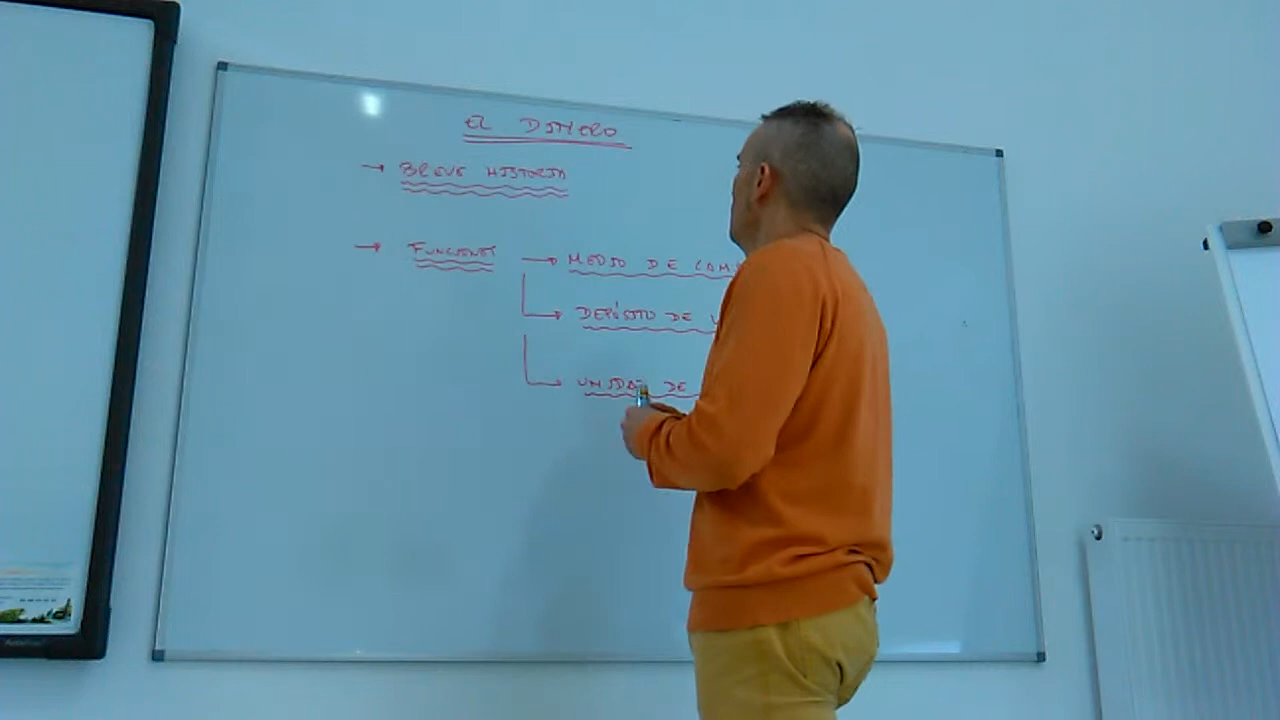 EL DINERO
→ BREVE HISTORIA
→ FUNCIONES → MEDIO DE
→ DEPÓSITO DE
→ UNIDAD DE